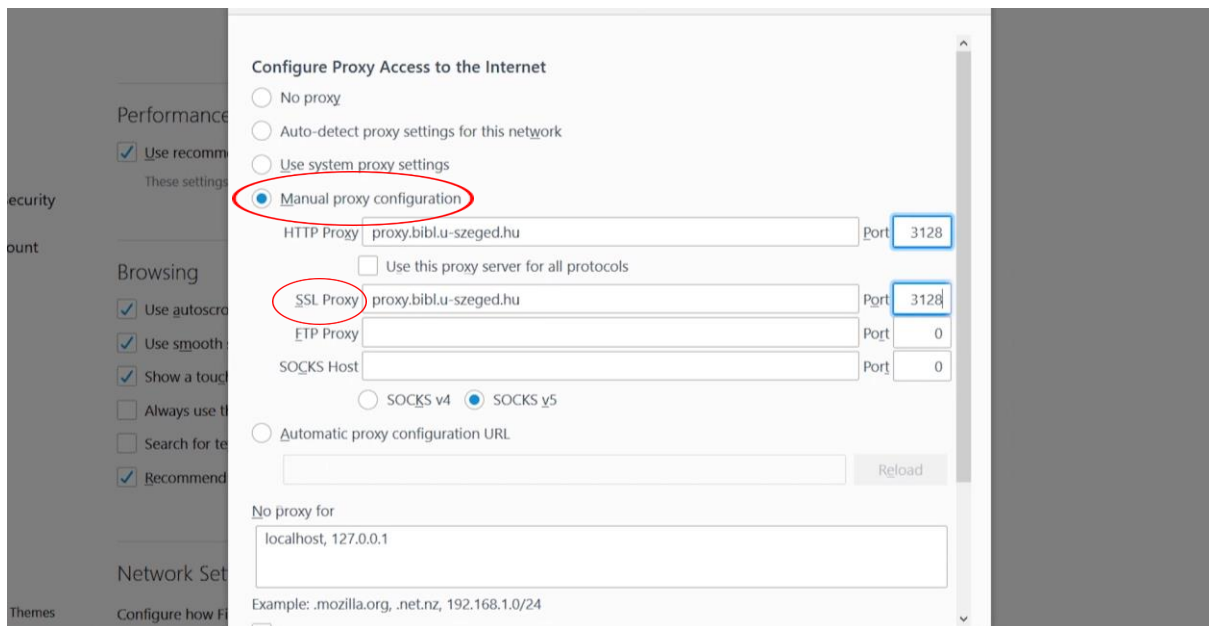 Configure Proxy Access to the Internet
No proxy
Auto-detect proxy settings for this network
Use system proxy settings
Manual proxy configuration
HTTP Proxy proxy.bibl.u-szeged.hu Port 3128
Use this proxy server for all protocols
SSL Proxy proxy.bibl.u-szeged.hu Port 3128
FTP Proxy Port 0
SOCKS Host Port 0
SOCKS v4 SOCKS v5
Automatic proxy configuration URL
Reload
No proxy for
localhost, 127.0.0.1
Example: .mozilla.org, .net.nz, 192.168.1.0/24
Performance
Use recomm
These settings
ecurity
ount
Browsing
Use autoscro
Use smooth
Show a touch
Always use th
Search for te
Recommend
Network Set
Themes
Configure how Fi